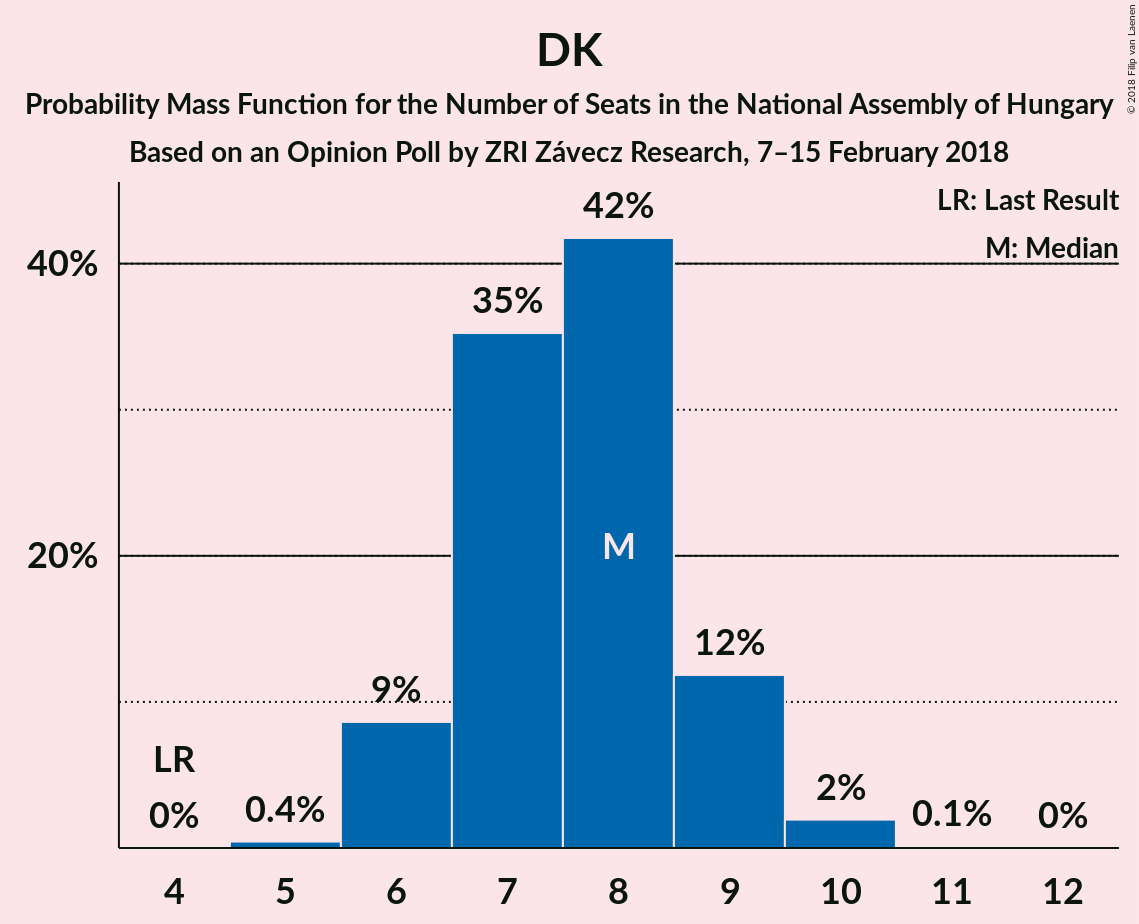 DK
Probability Mass Function for the Number of Seats in the National Assembly of Hungary
Based on an Opinion Poll by ZRI Závecz Research, 7–15 February 2018
© 2018 Filip van Laenen
LR: Last Result
M: Median
40%
20%
LR
0%
0.4%
9%
35%
42%
M
12%
2%
0.1%
0%
4 5 6 7 8 9 10 11 12